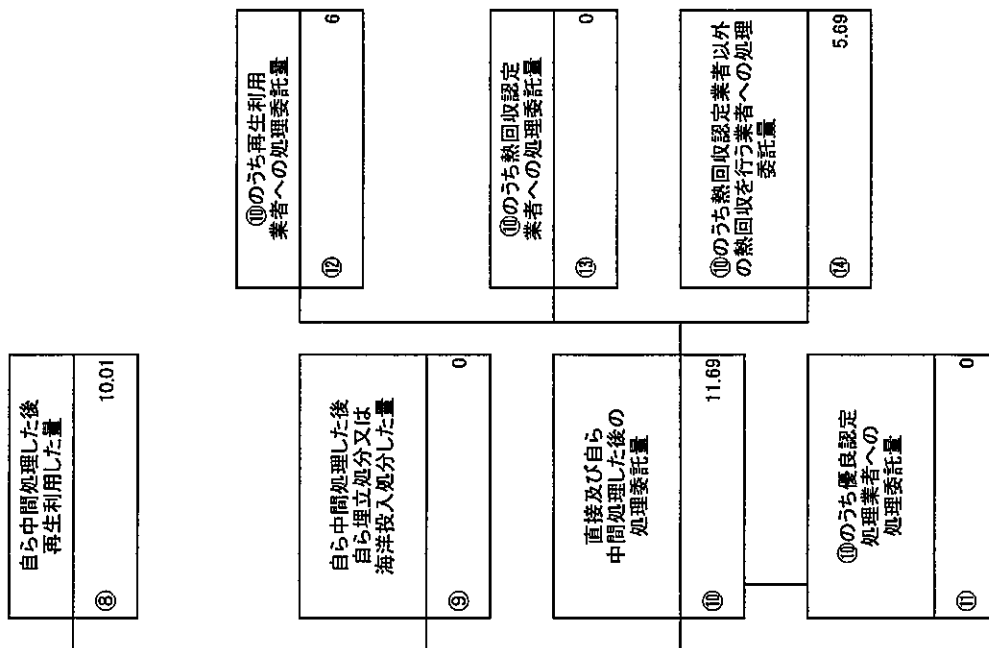 自ら中間処理した後
再生利用した量
⑧ 10.01
自ら中間処理した後
自ら埋立処分又は
海洋投入処分した量
⑨ 0
直接及び自ら
中間処理した後の
処理委託量
⑩ 11.69
⑩のうち優良認定
処理業者への
処理委託量
⑪ 0
⑩のうち再生利用
業者への処理委託量
⑫ 6
⑩のうち熱回収認定
業者への処理委託量
⑬ 0
⑩のうち熱回収認定業者以外
の熱回収を行う業者への処理
委託量
⑭ 5.69